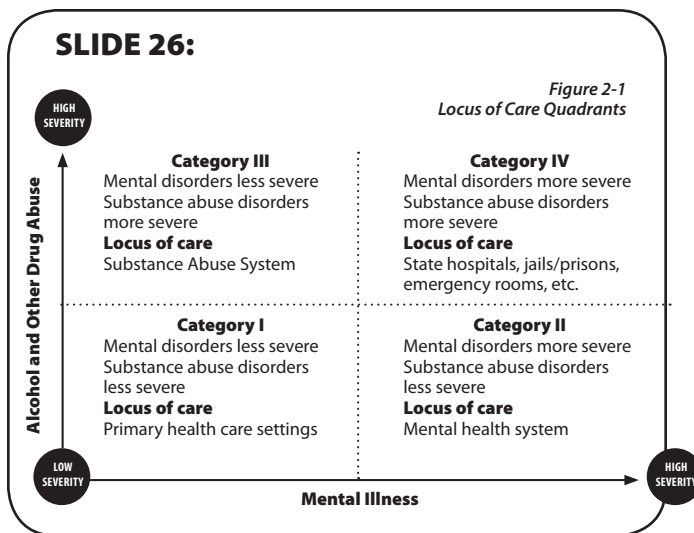 SLIDE 26:
Figure 2-1
Locus of Care Quadrants
HIGH
SEVERITY
Alcohol and Other Drug Abuse
Category III
Mental disorders less severe
Substance abuse disorders
more severe
Locus of care
Substance Abuse System
Category IV
Mental disorders more severe
Substance abuse disorders
more severe
Locus of care
State hospitals, jails/prisons,
emergency rooms, etc.
Category I
Mental disorders less severe
Substance abuse disorders
less severe
Locus of care
Primary health care settings
Category II
Mental disorders more severe
Substance abuse disorders
less severe
Locus of care
Mental health system
LOW
SEVERITY
Mental Illness
HIGH
SEVERITY